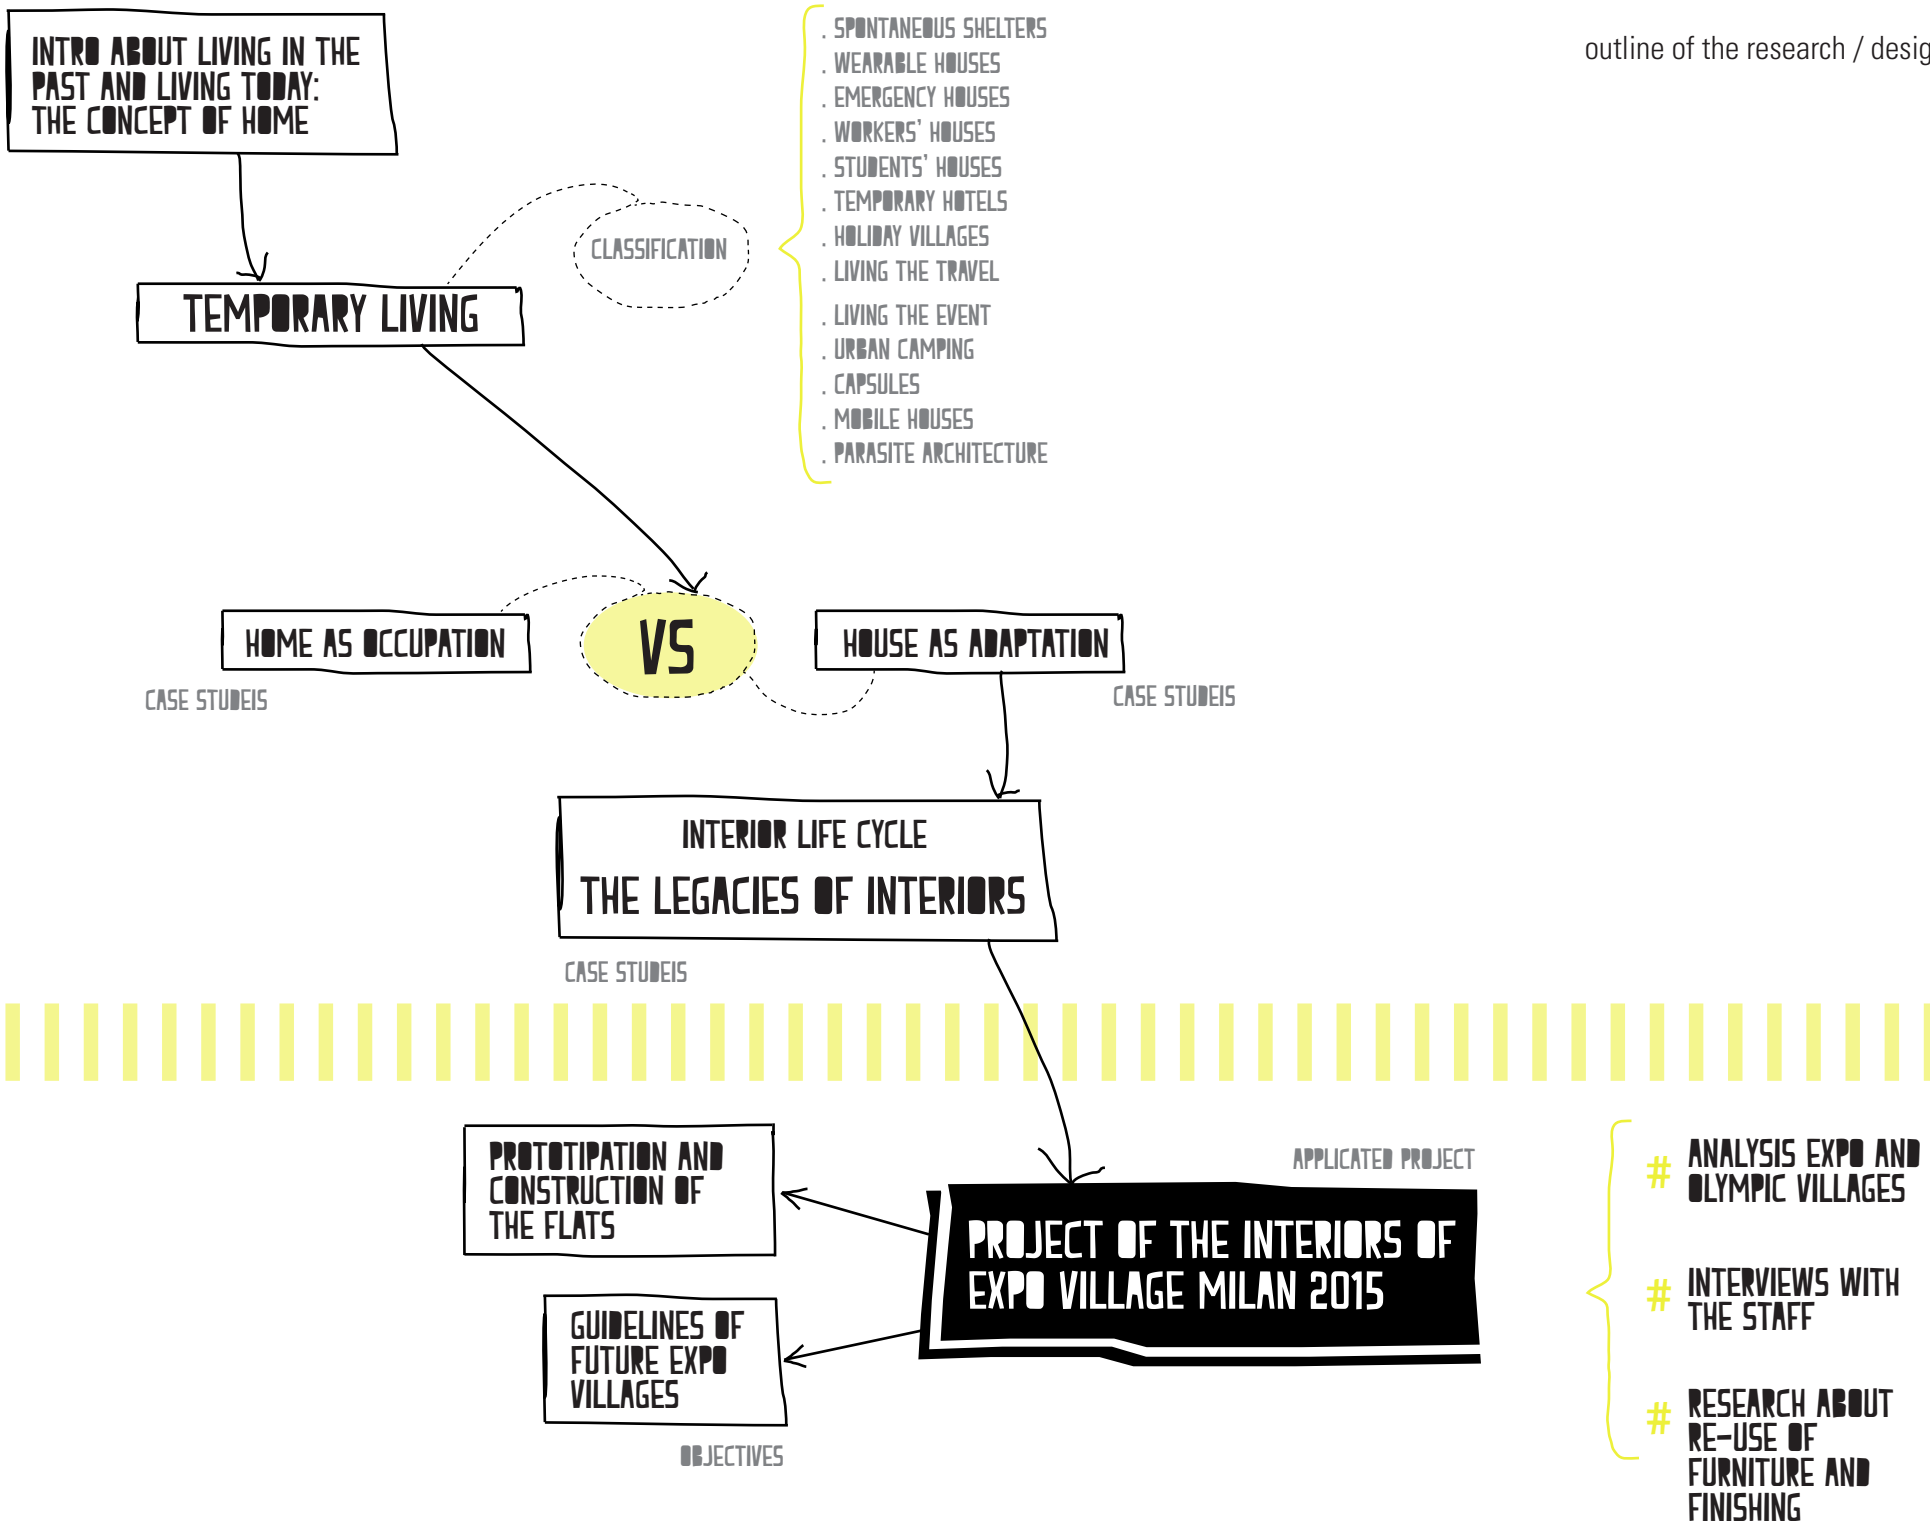 outline of the research / desig
INTRO ABOUT LIVING IN THE
PAST AND LIVING TODAY:
THE CONCEPT OF HOME
TEMPORARY LIVING
CLASSIFICATION
. SPONTANEOUS SHELTERS
. WEARABLE HOUSES
. EMERGENCY HOUSES
. WORKERS' HOUSES
. STUDENTS' HOUSES
. TEMPORARY HOTELS
. HOLIDAY VILLAGES
. LIVING THE TRAVEL
. LIVING THE EVENT
. URBAN CAMPING
. CAPSULES
. MOBILE HOUSES
. PARASITE ARCHITECTURE
HOME AS OCCUPATION
VS
HOUSE AS ADAPTATION
CASE STUDEIS
CASE STUDEIS
INTERIOR LIFE CYCLE
THE LEGACIES OF INTERIORS
CASE STUDEIS
PROTOTIPATION AND
CONSTRUCTION OF
THE FLATS
GUIDELINES OF
FUTURE EXPO
VILLAGES
OBJECTIVES
APPLICATED PROJECT
PROJECT OF THE INTERIORS OF
EXPO VILLAGE MILAN 2015
# ANALYSIS EXPO AND
OLYMPIC VILLAGES
# INTERVIEWS WITH
THE STAFF
# RESEARCH ABOUT
RE-USE OF
FURNITURE AND
FINISHING